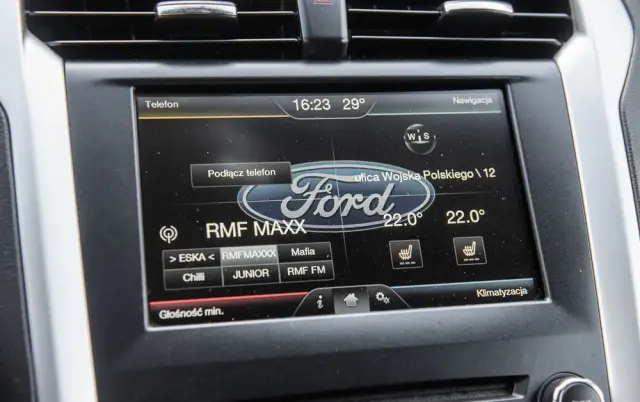 Telefon
16:23 29°
Nawigacja
W S
Podłącz telefon
ulica Wojska Polskiego \ 12
Ford
RMF MAXX
22.0°
22.0°
> ESKA <
RMFMAXXX
Mafia
Chilli
JUNIOR
RMF FM
Głośność min.
i
Klimatyzacja